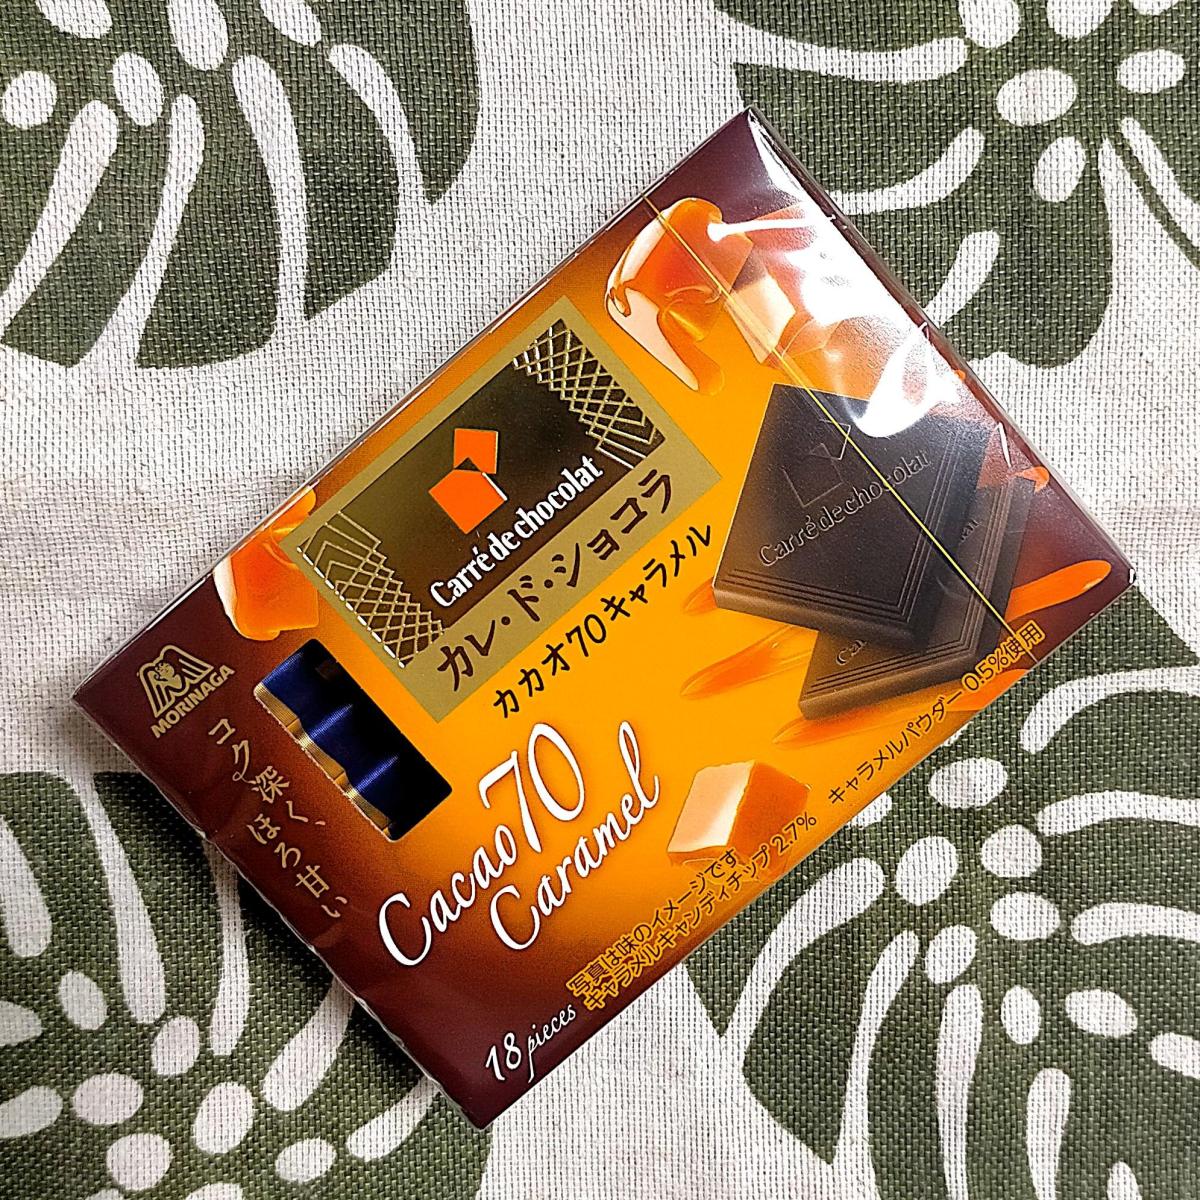 MORINAGA
コク深く、
ほろ甘い
Carré de chocolat
カレ・ド・ショコラ
カカオ70キャラメル
Cacao 70
Caramel
Carré de chocolat
写真は味のイメージです
キャラメルキャンディチップ 2.7%
キャラメルパウダー 0.5%使用
18 pieces